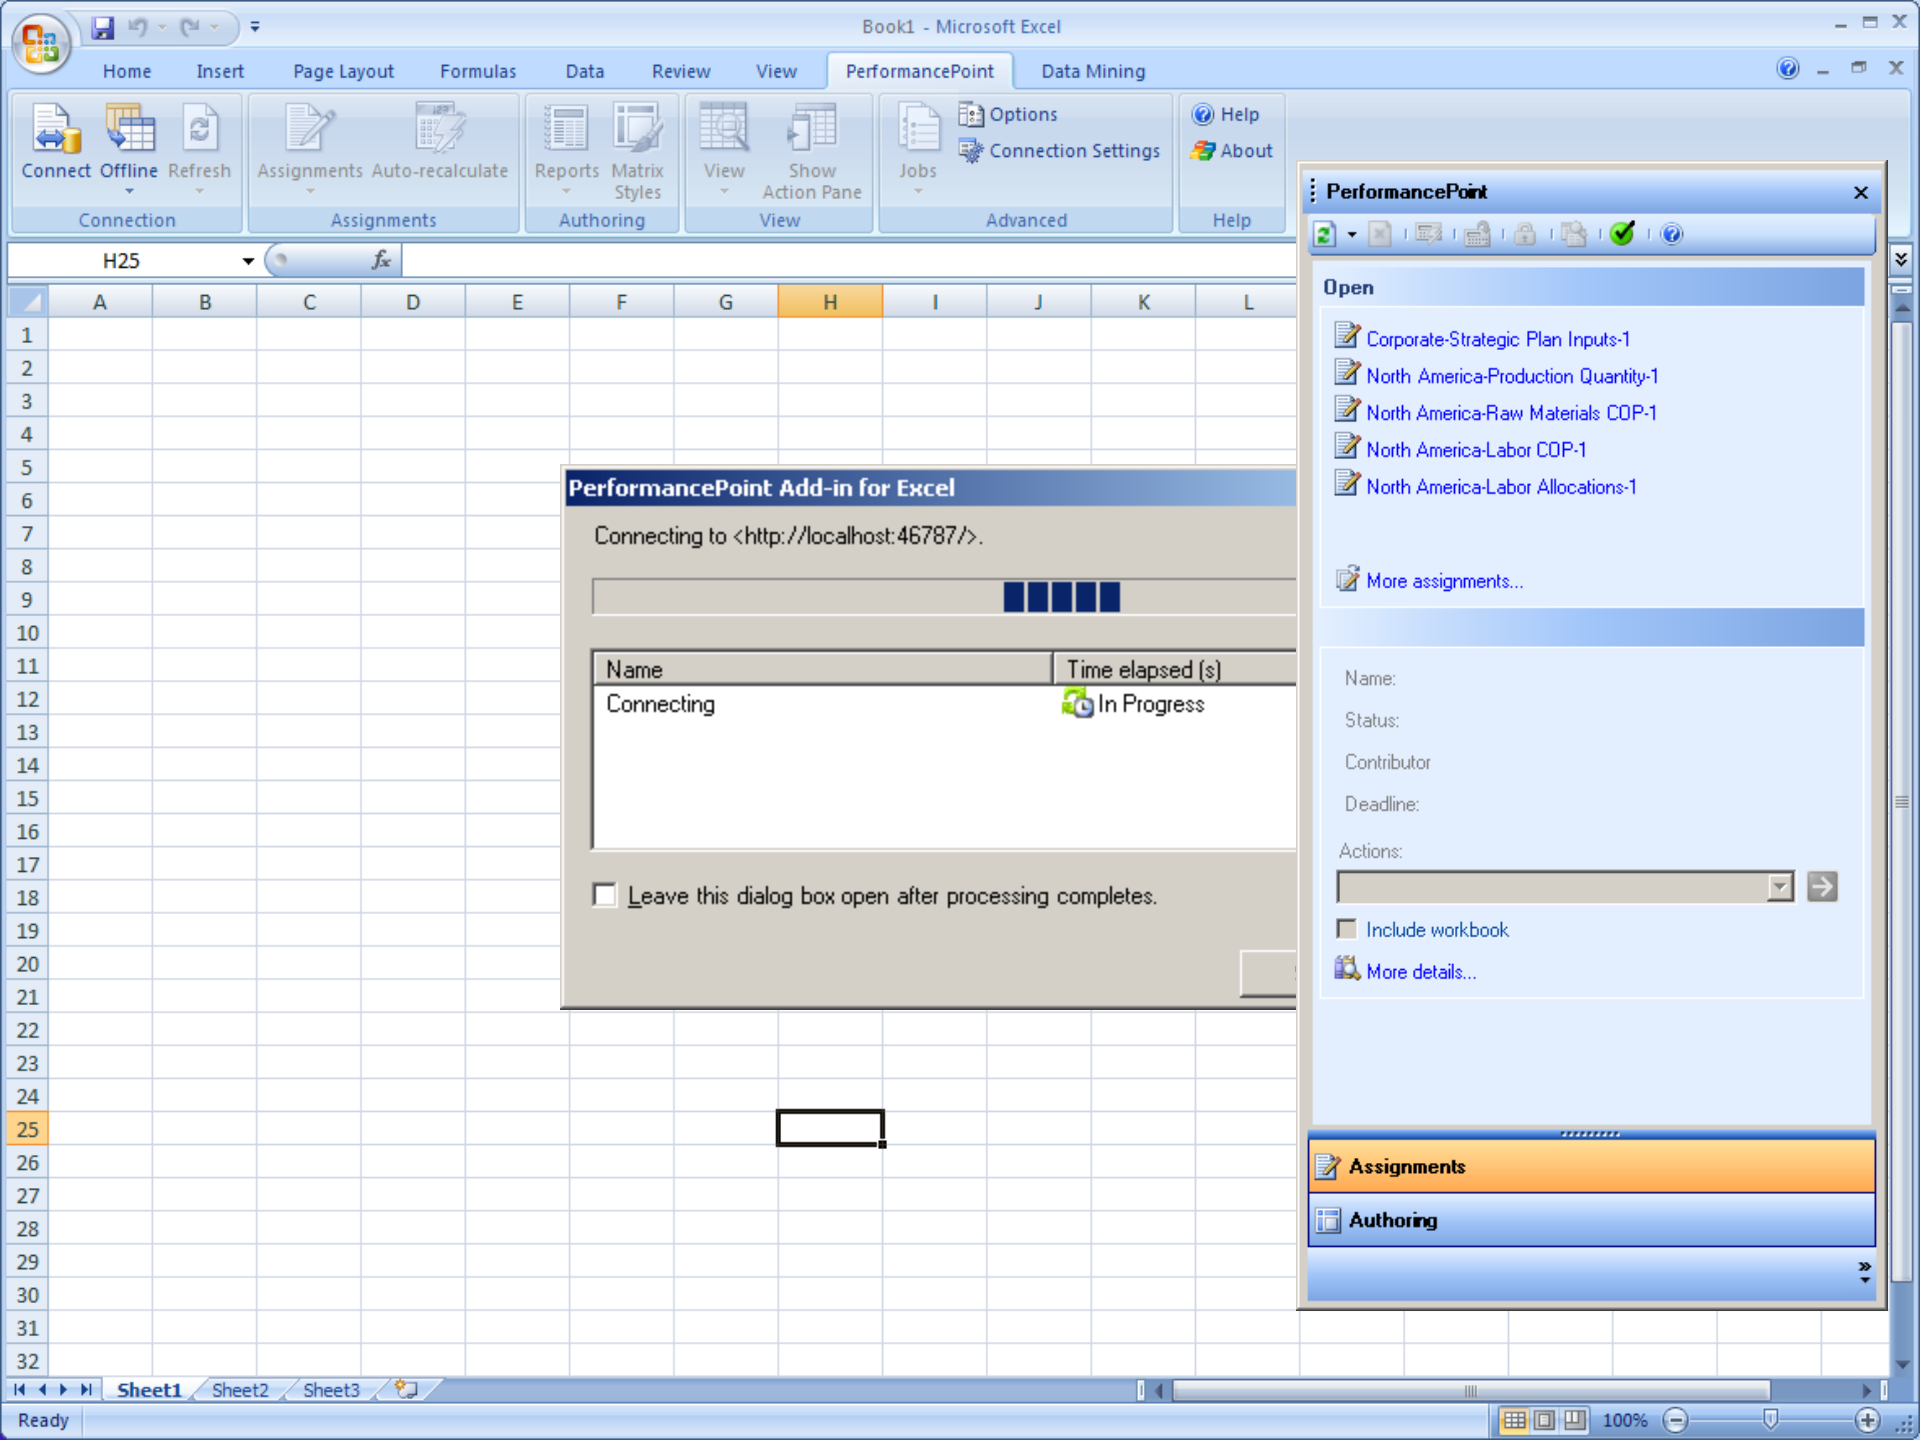 Book1 - Microsoft Excel
Home Insert Page Layout Formulas Data Review View PerformancePoint Data Mining
Connect Offline Refresh
Connection
Assignments Auto-recalculate
Assignments
Reports Matrix Styles
Authoring
View Show Action Pane
View
Jobs Options
Connection Settings
Advanced
Help
About
Help
H25 fx
A B C D E F G H I J K L
1
2
3
4
5
6
7
8
9
10
11
12
13
14
15
16
17
18
19
20
21
22
23
24
25
26
27
28
29
30
31
32
PerformancePoint Add-in for Excel
Connecting to <http://localhost:46787/>.
Name Time elapsed (s)
Connecting In Progress
Leave this dialog box open after processing completes.
PerformancePoint
Open
Corporate-Strategic Plan Inputs-1
North America-Production Quantity-1
North America-Raw Materials COP-1
North America-Labor COP-1
North America-Labor Allocations-1
More assignments...
Name:
Status:
Contributor
Deadline:
Actions:
Include workbook
More details...
Assignments
Authoring
Sheet1 Sheet2 Sheet3
Ready 100%